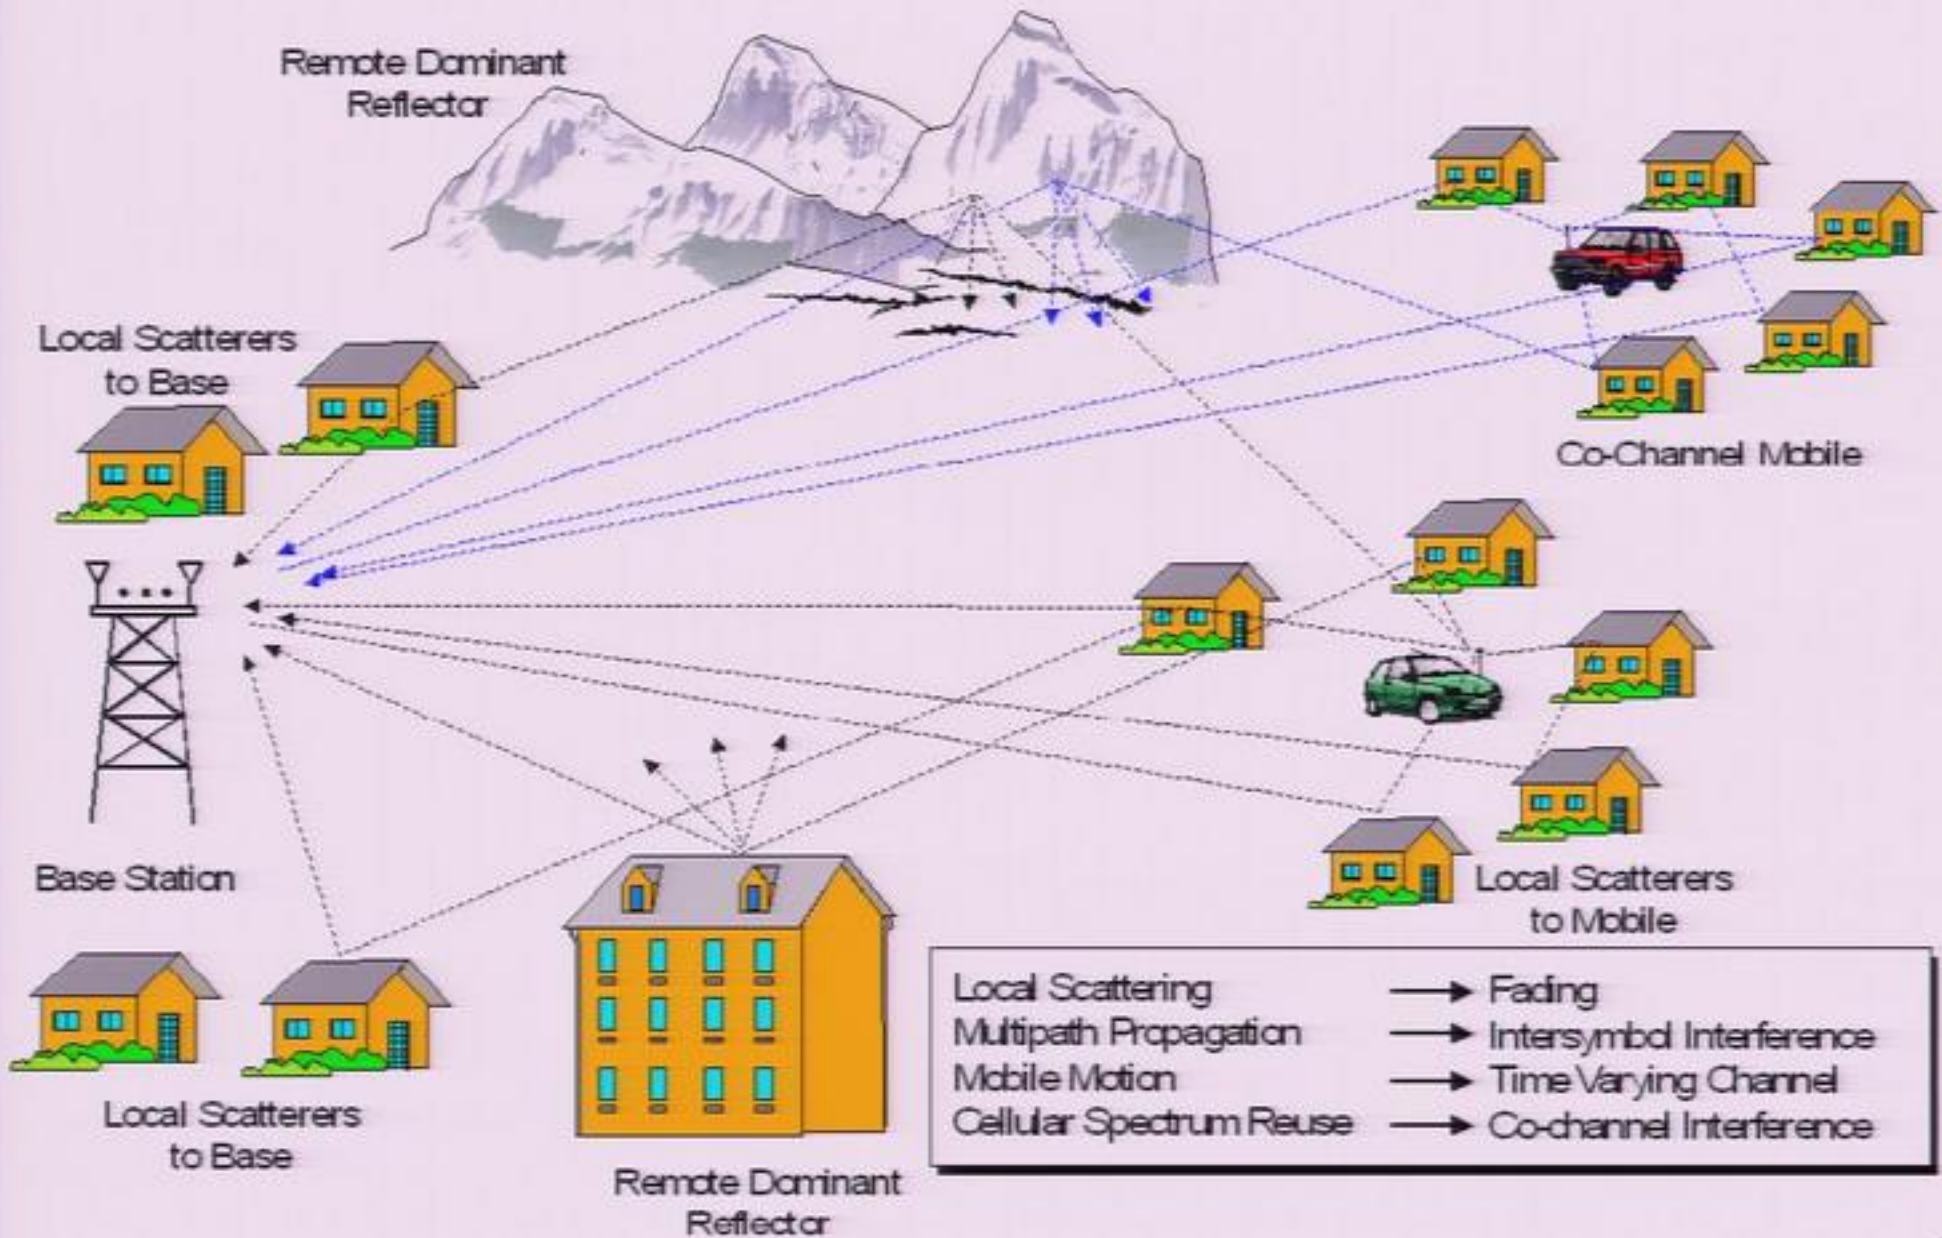 Remote Dominant
Reflector
Local Scatterers
to Base
Co-Channel Mobile
Base Station
Local Scatterers
to Mobile
Local Scattering → Fading
Multipath Propagation → Intersymbol Interference
Mobile Motion → Time Varying Channel
Cellular Spectrum Reuse → Co-channel Interference
Local Scatterers
to Base
Remote Dominant
Reflector